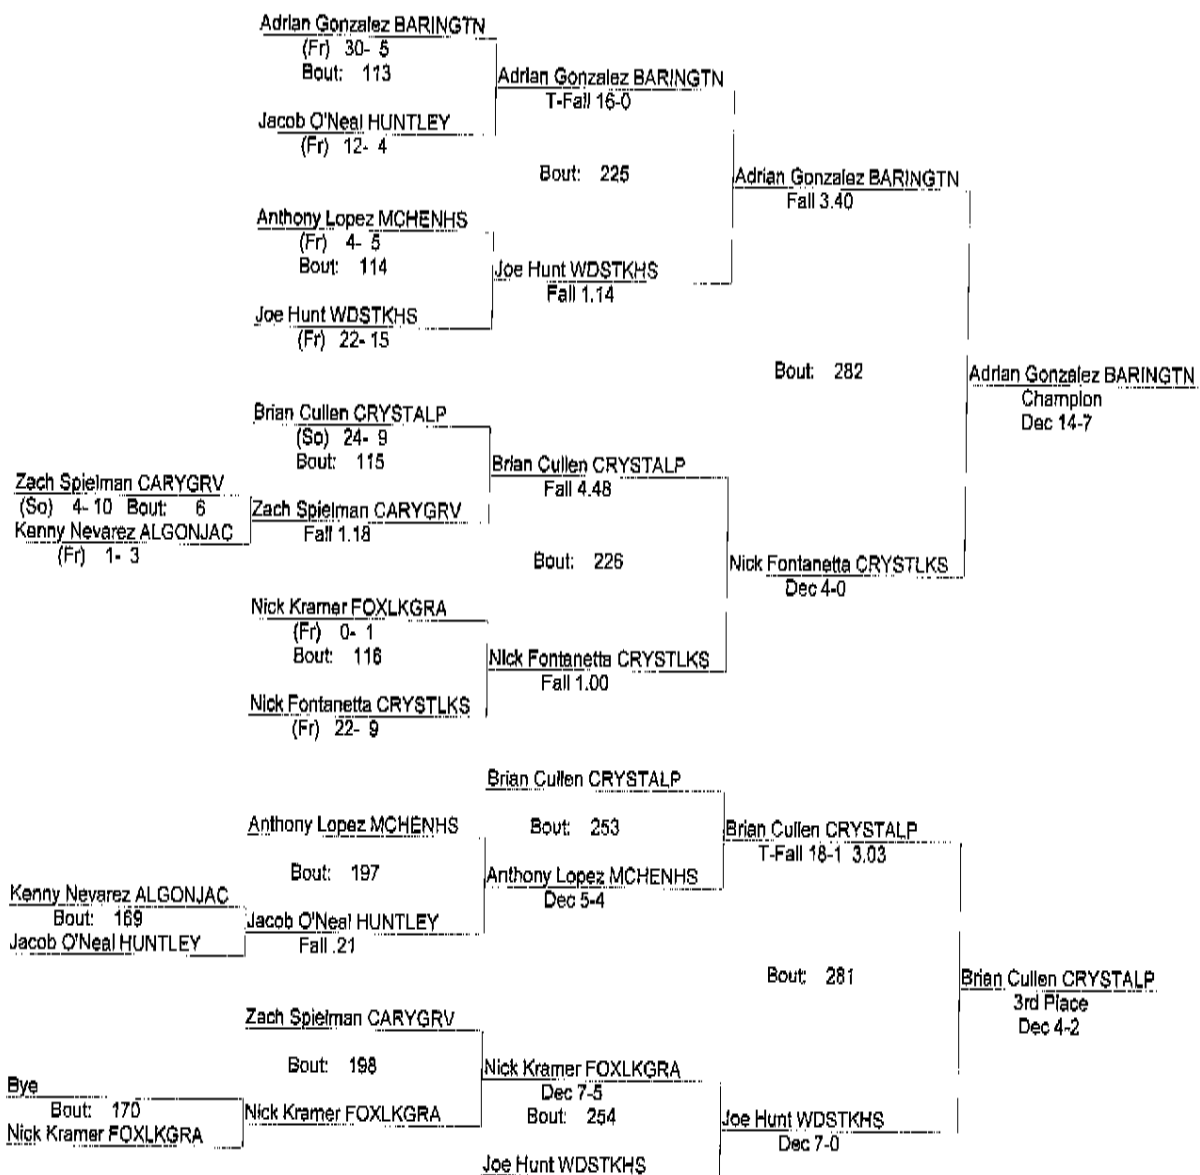 Adrian Gonzalez BARINGTN
(Fr) 30- 5
Bout: 113
Adrian Gonzalez BARINGTN
T-Fall 16-0
Jacob O'Neal HUNTLEY
(Fr) 12- 4
Bout: 225
Adrian Gonzalez BARINGTN
Fall 3.40
Anthony Lopez MCHENHS
(Fr) 4- 5
Bout: 114
Joe Hunt WDSTKHS
Fall 1.14
Joe Hunt WDSTKHS
(Fr) 22- 15
Bout: 282
Adrian Gonzalez BARINGTN
Champion
Dec 14-7
Brian Cullen CRYSTALP
(So) 24- 9
Bout: 115
Brian Cullen CRYSTALP
Fall 4.48
Zach Spielman CARYGRV
(So) 4- 10 Bout: 6
Kenny Nevarez ALGONJAC
(Fr) 1- 3
Zach Spielman CARYGRV
Fall 1.18
Bout: 226
Nick Fontanetta CRYSTLKS
Dec 4-0
Nick Kramer FOXLKGRA
(Fr) 0- 1
Bout: 116
Nick Fontanetta CRYSTLKS
Fall 1.00
Nick Fontanetta CRYSTLKS
(Fr) 22- 9
Brian Cullen CRYSTALP
Anthony Lopez MCHENHS
Bout: 253
Brian Cullen CRYSTALP
T-Fall 18-1 3.03
Bout: 197
Anthony Lopez MCHENHS
Dec 5-4
Kenny Nevarez ALGONJAC
Bout: 169
Jacob O'Neal HUNTLEY
Jacob O'Neal HUNTLEY
Fall .21
Bout: 281
Brian Cullen CRYSTALP
3rd Place
Dec 4-2
Zach Spielman CARYGRV
Bout: 198
Nick Kramer FOXLKGRA
Dec 7-5
Bye
Bout: 170
Nick Kramer FOXLKGRA
Nick Kramer FOXLKGRA
Bout: 254
Joe Hunt WDSTKHS
Dec 7-0
Joe Hunt WDSTKHS